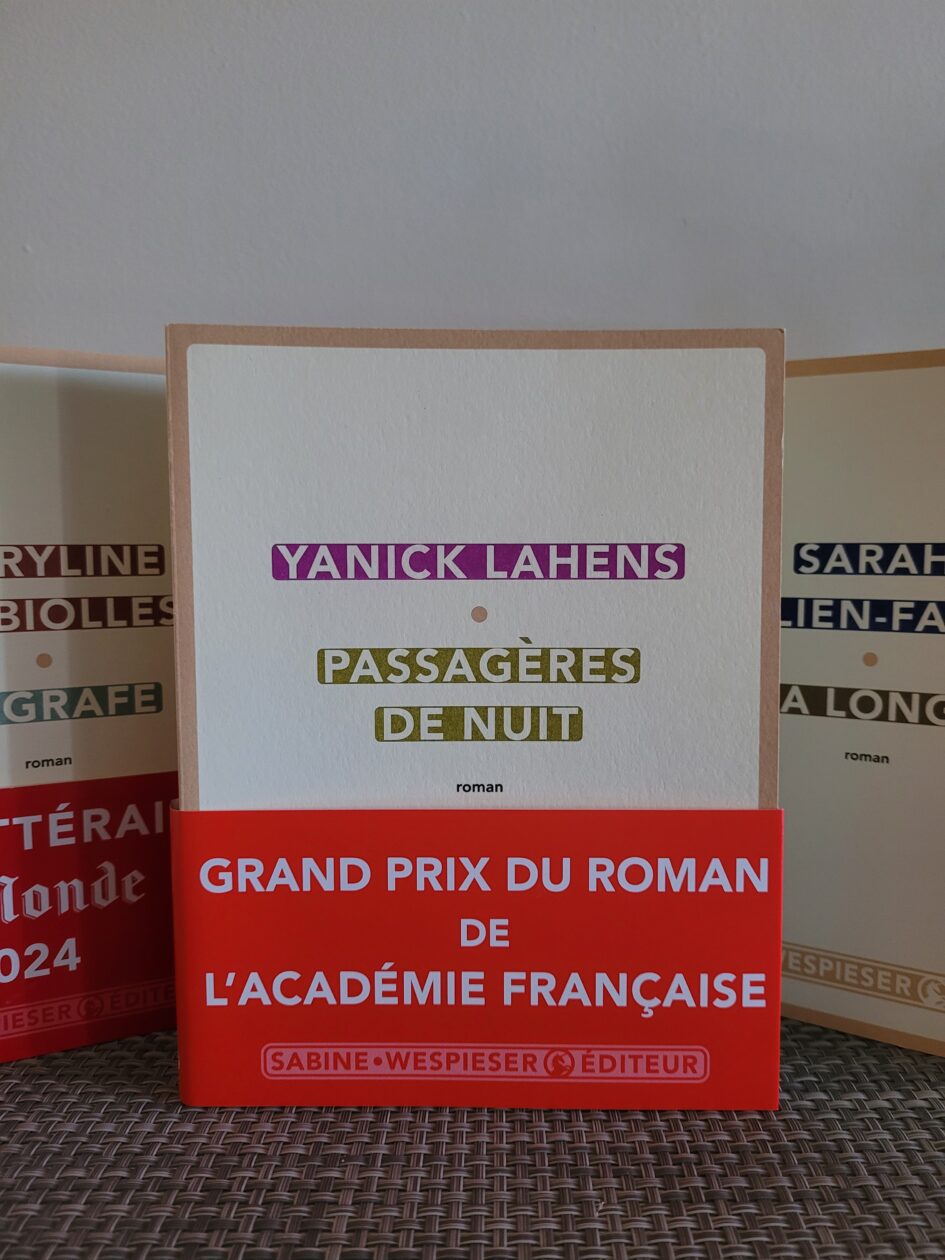 YANICK LAHENS
PASSAGÈRES
DE NUIT
roman
GRAND PRIX DU ROMAN
DE
L'ACADÉMIE FRANÇAISE
SABINE•WESPIESER ÉDITEUR
RYLINE
BIOLLES
GRAFE
roman
TTÉRAI
Monde
024
PIESER ÉDITE
SARAH
LIEN-FA
A LONG
roman
WESPIESER